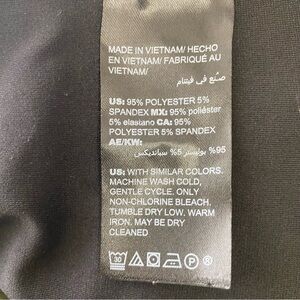 MADE IN VIETNAM/ HECHO
EN VIETNAM/ FABRIQUÉ AU
VIETNAM/
صنع في فيتنام
US: 95% POLYESTER 5%
SPANDEX MX: 95% poliéster
5% elastano CA: 95%
POLYESTER 5% SPANDEX
AE/KW:
95% بوليستر 5% سبانديكس
US: WITH SIMILAR COLORS.
MACHINE WASH COLD,
GENTLE CYCLE. ONLY
NON-CHLORINE BLEACH.
TUMBLE DRY LOW. WARM
IRON. MAY BE DRY
CLEANED
30 P ®